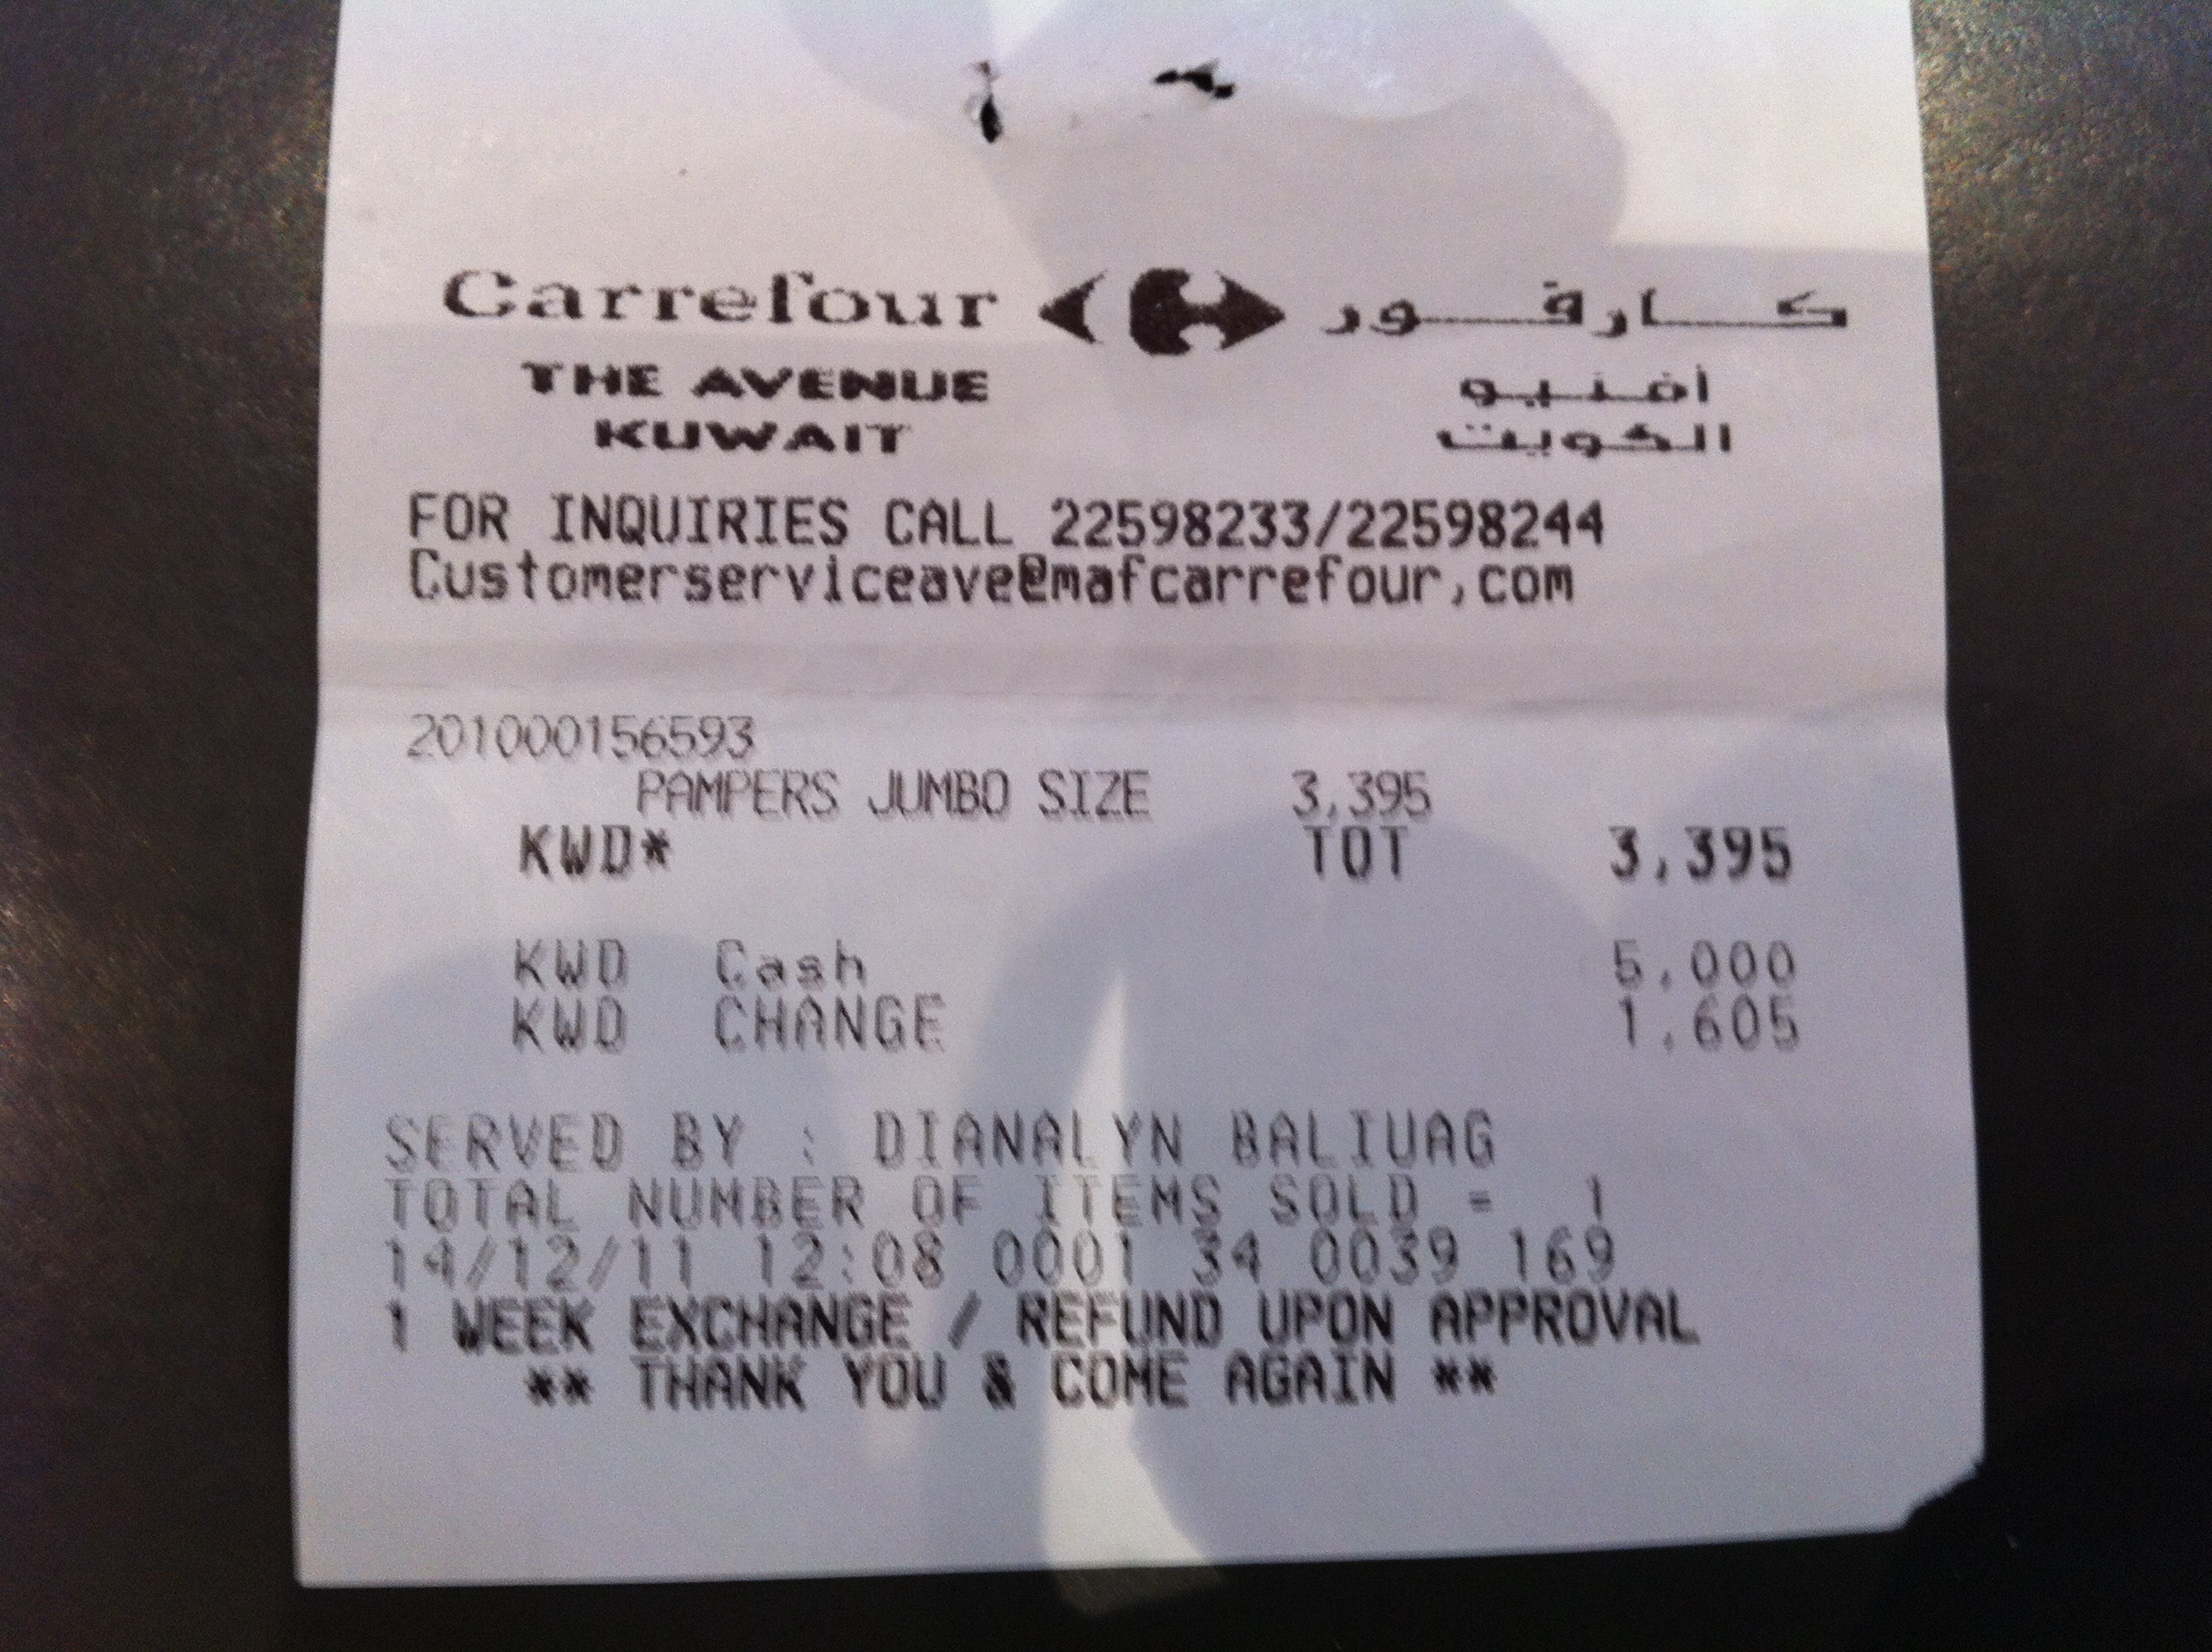 Carrefour كارفور
THE AVENUE أفنيو
KUWAIT الكويت
FOR INQUIRIES CALL 22598233/22598244
Customerserviceave@mafcarrefour,com
201000156593
PAMPERS JUMBO SIZE 3,395
KWD* TOT 3,395
KWD Cash 5,000
KWD CHANGE 1,605
SERVED BY : DIANALYN BALIUAG
TOTAL NUMBER OF ITEMS SOLD = 1
14/12/11 12:08 0001 34 0039 169
1 WEEK EXCHANGE / REFUND UPON APPROVAL
** THANK YOU & COME AGAIN **